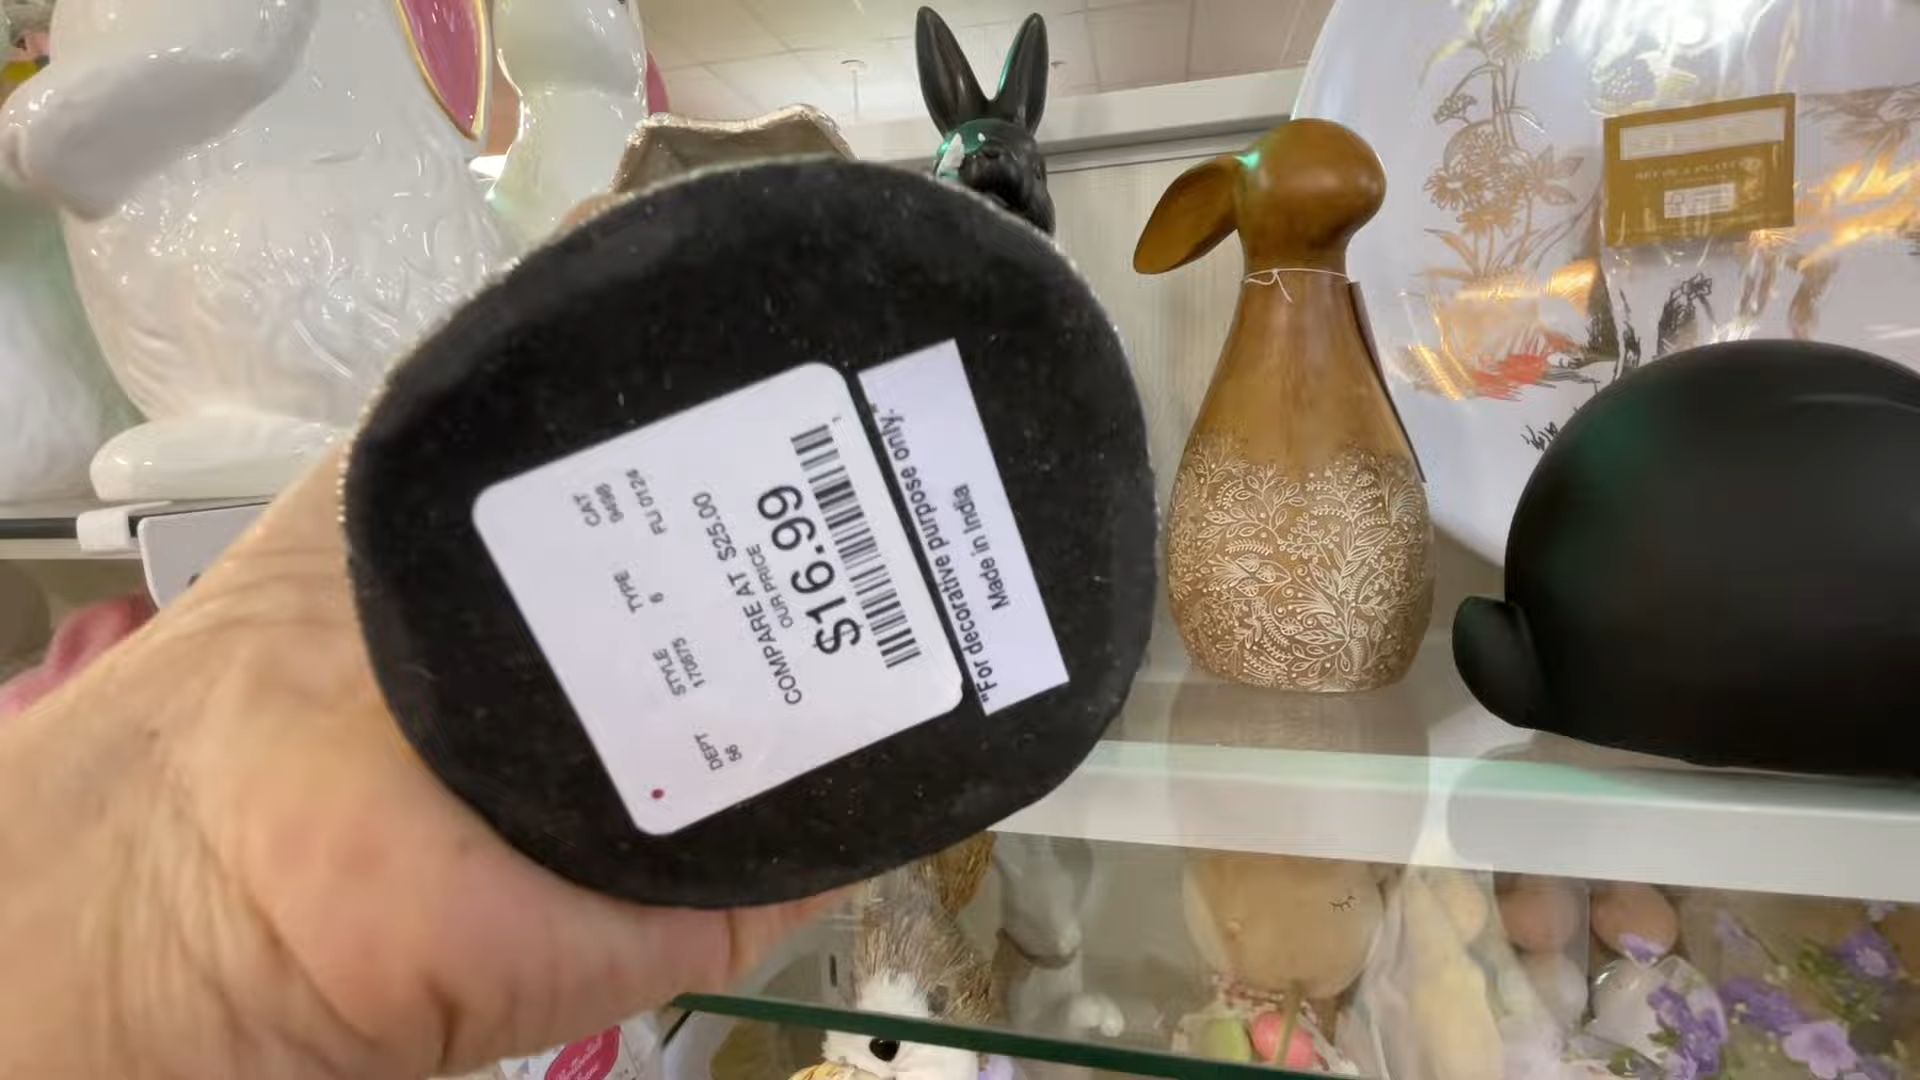 DEPT STYLE TYPE CAT
56 170675 6 9498
FLI 0124
COMPARE AT $25.00
OUR PRICE
$16.99
"For decorative purpose only."
Made in India